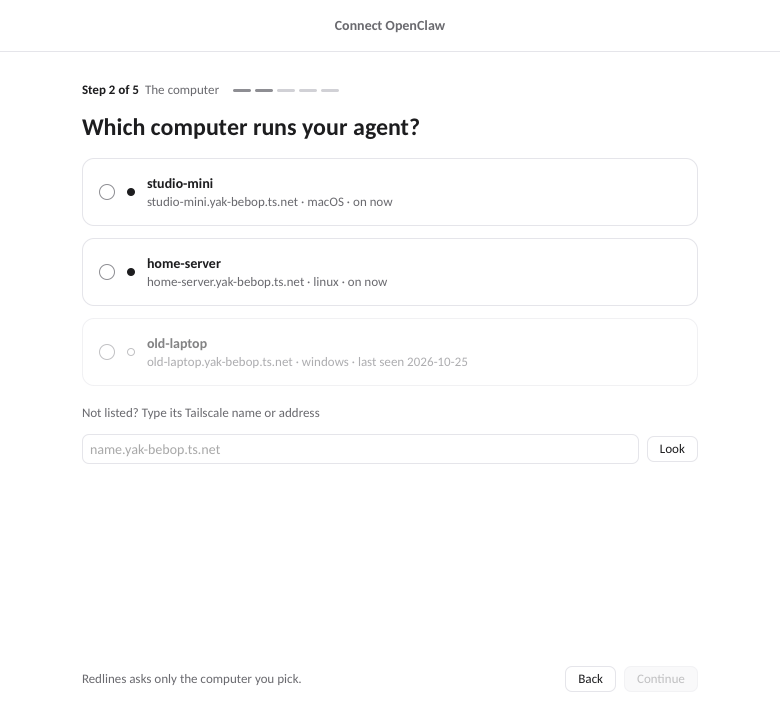 Connect OpenClaw
Step 2 of 5 The computer
Which computer runs your agent?
studio-mini
studio-mini.yak-bebop.ts.net · macOS · on now
home-server
home-server.yak-bebop.ts.net · linux · on now
old-laptop
old-laptop.yak-bebop.ts.net · windows · last seen 2026-10-25
Not listed? Type its Tailscale name or address
name.yak-bebop.ts.net Look
Redlines asks only the computer you pick. Back Continue